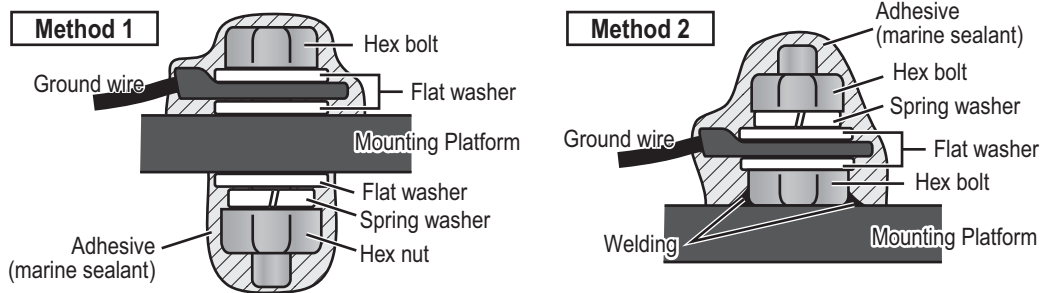 Method 1
Hex bolt
Ground wire
Flat washer
Mounting Platform
Flat washer
Spring washer
Adhesive
(marine sealant)
Hex nut
Method 2
Adhesive
(marine sealant)
Hex bolt
Spring washer
Ground wire
Flat washer
Hex bolt
Welding
Mounting Platform